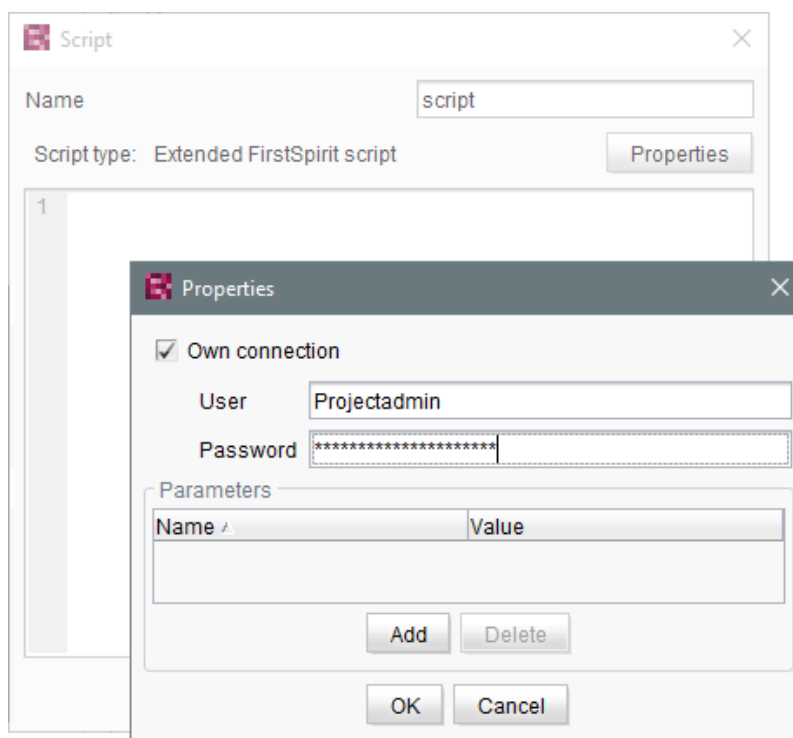 Script
Name script
Script type: Extended FirstSpirit script Properties
1
Properties
Own connection
User Projectadmin
Password *********************
Parameters
Name Value
Add Delete
OK Cancel